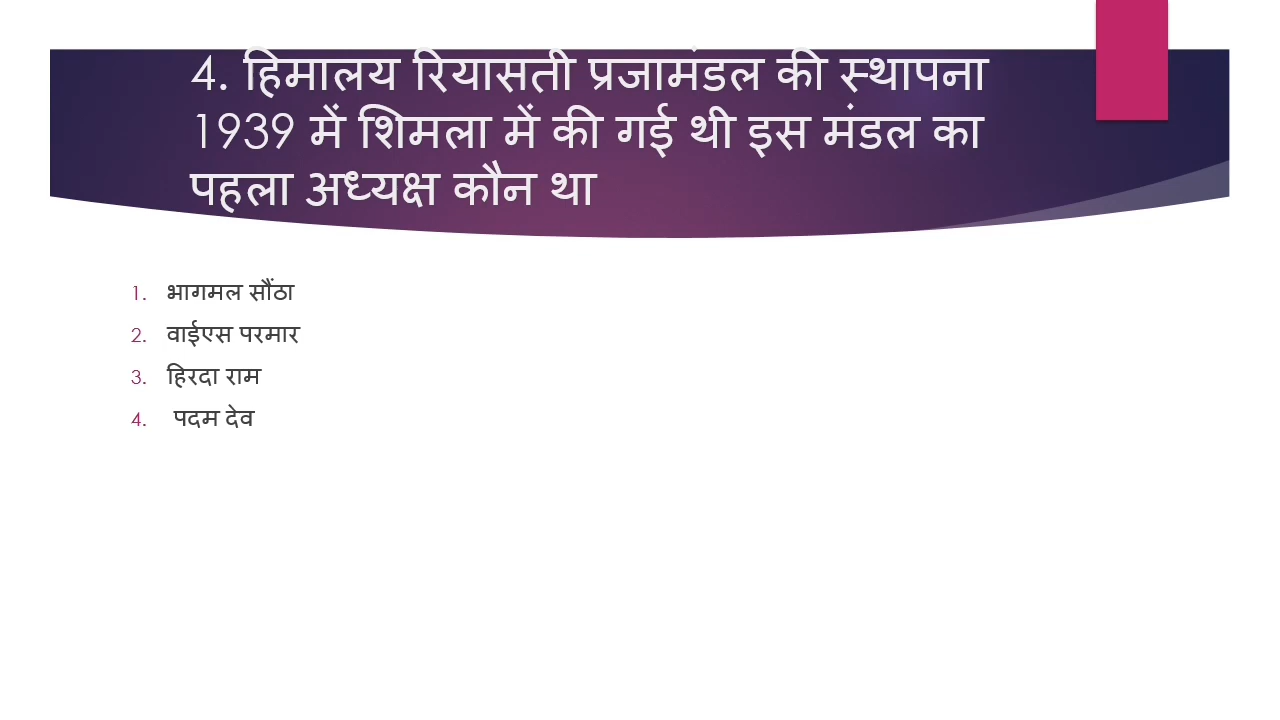 4. हिमालय रियासती प्रजामंडल की स्थापना
1939 में शिमला में की गई थी इस मंडल का
पहला अध्यक्ष कौन था
1. भागमल सौंठा
2. वाईएस परमार
3. हिरदा राम
4. पदम देव